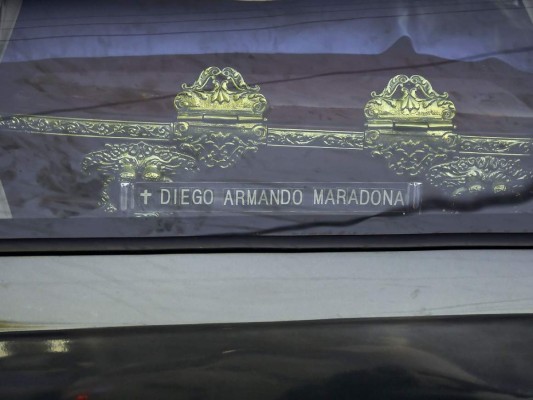 ✝ DIEGO ARMANDO MARADONA